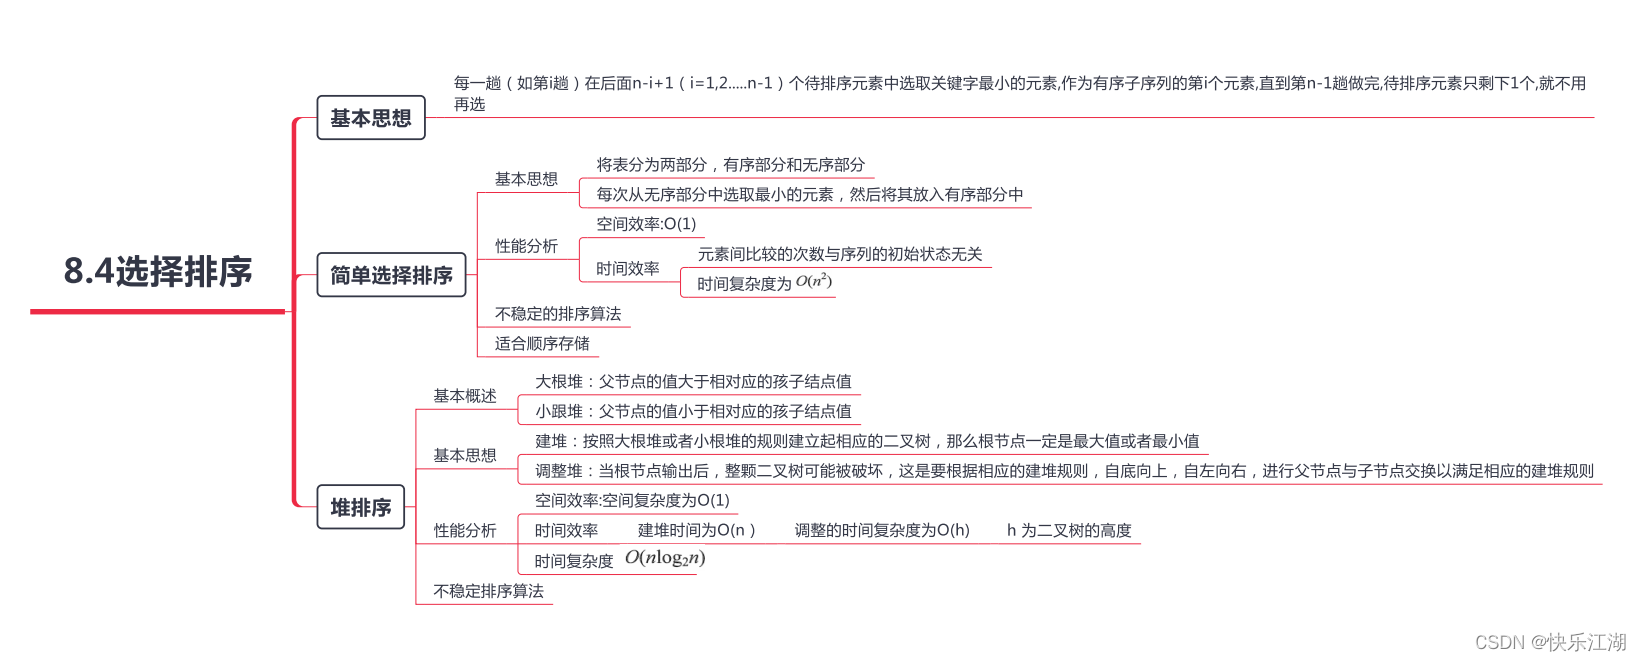 8.4选择排序
基本思想
每一趟（如第i趟）在后面n-i+1（i=1,2.....n-1）个待排序元素中选取关键字最小的元素,作为有序子序列的第i个元素,直到第n-1趟做完,待排序元素只剩下1个,就不用
再选
简单选择排序
基本思想
将表分为两部分，有序部分和无序部分
每次从无序部分中选取最小的元素，然后将其放入有序部分中
性能分析
空间效率:O(1)
时间效率
元素间比较的次数与序列的初始状态无关
时间复杂度为 O(n²)
不稳定的排序算法
适合顺序存储
堆排序
基本概述
大根堆：父节点的值大于相对应的孩子结点值
小跟堆：父节点的值小于相对应的孩子结点值
基本思想
建堆：按照大根堆或者小根堆的规则建立起相应的二叉树，那么根节点一定是最大值或者最小值
调整堆：当根节点输出后，整颗二叉树可能被破坏，这是要根据相应的建堆规则，自底向上，自左向右，进行父节点与子节点交换以满足相应的建堆规则
性能分析
空间效率:空间复杂度为O(1)
时间效率 建堆时间为O(n ) 调整的时间复杂度为O(h) h 为二叉树的高度
时间复杂度 O(nlog₂n)
不稳定排序算法
CSDN @快乐江湖